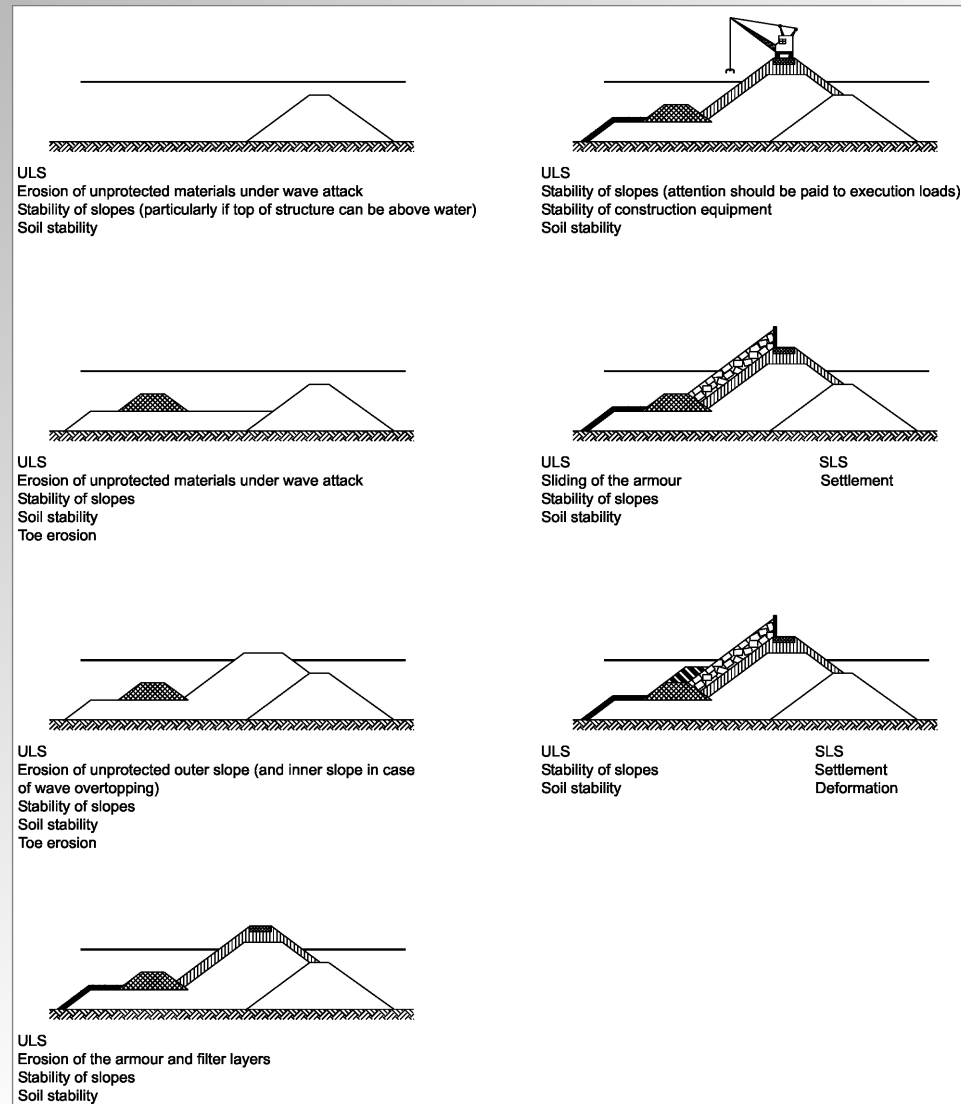 ULS
Erosion of unprotected materials under wave attack
Stability of slopes (particularly if top of structure can be above water)
Soil stability
ULS
Erosion of unprotected materials under wave attack
Stability of slopes
Soil stability
Toe erosion
ULS
Erosion of unprotected outer slope (and inner slope in case
of wave overtopping)
Stability of slopes
Soil stability
Toe erosion
ULS
Erosion of the armour and filter layers
Stability of slopes
Soil stability
ULS
Stability of slopes (attention should be paid to execution loads)
Stability of construction equipment
Soil stability
ULS
Sliding of the armour
Stability of slopes
Soil stability
SLS
Settlement
ULS
Stability of slopes
Soil stability
SLS
Settlement
Deformation